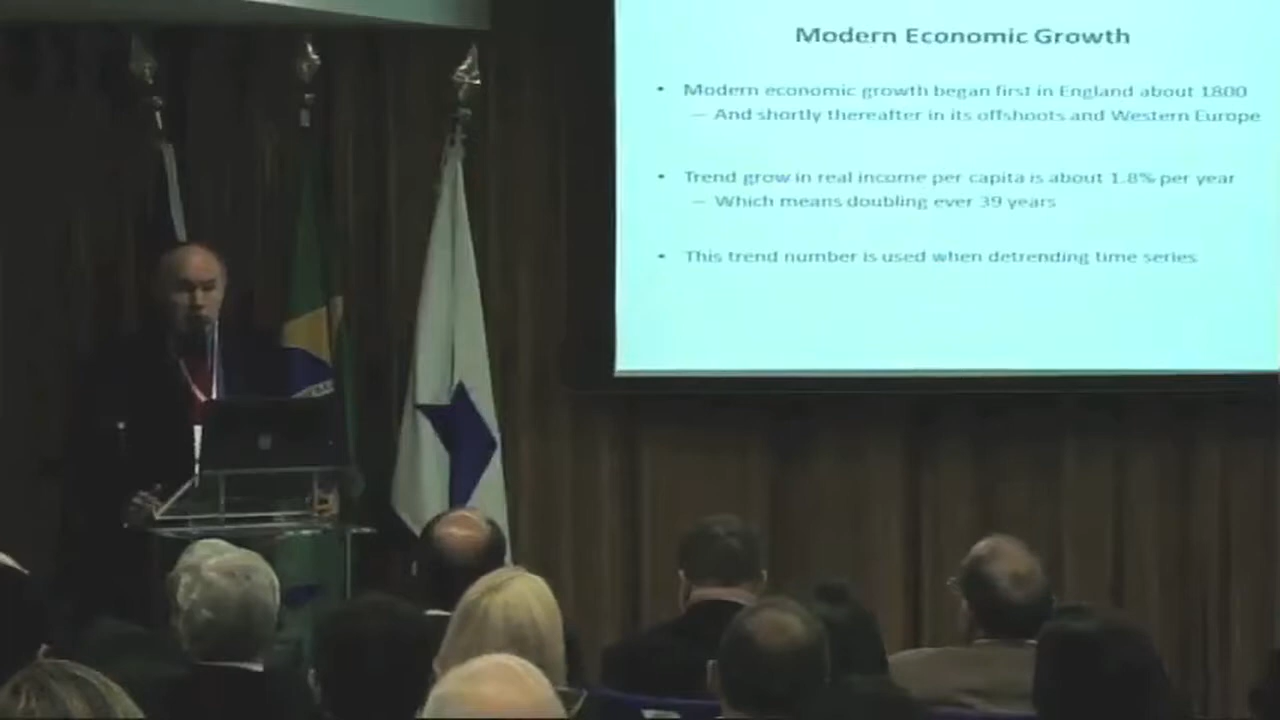 Modern Economic Growth
• Modern economic growth began first in England about 1800
– And shortly thereafter in its offshoots and Western Europe
• Trend grow in real income per capita is about 1.8% per year
– Which means doubling ever 39 years
• This trend number is used when detrending time series